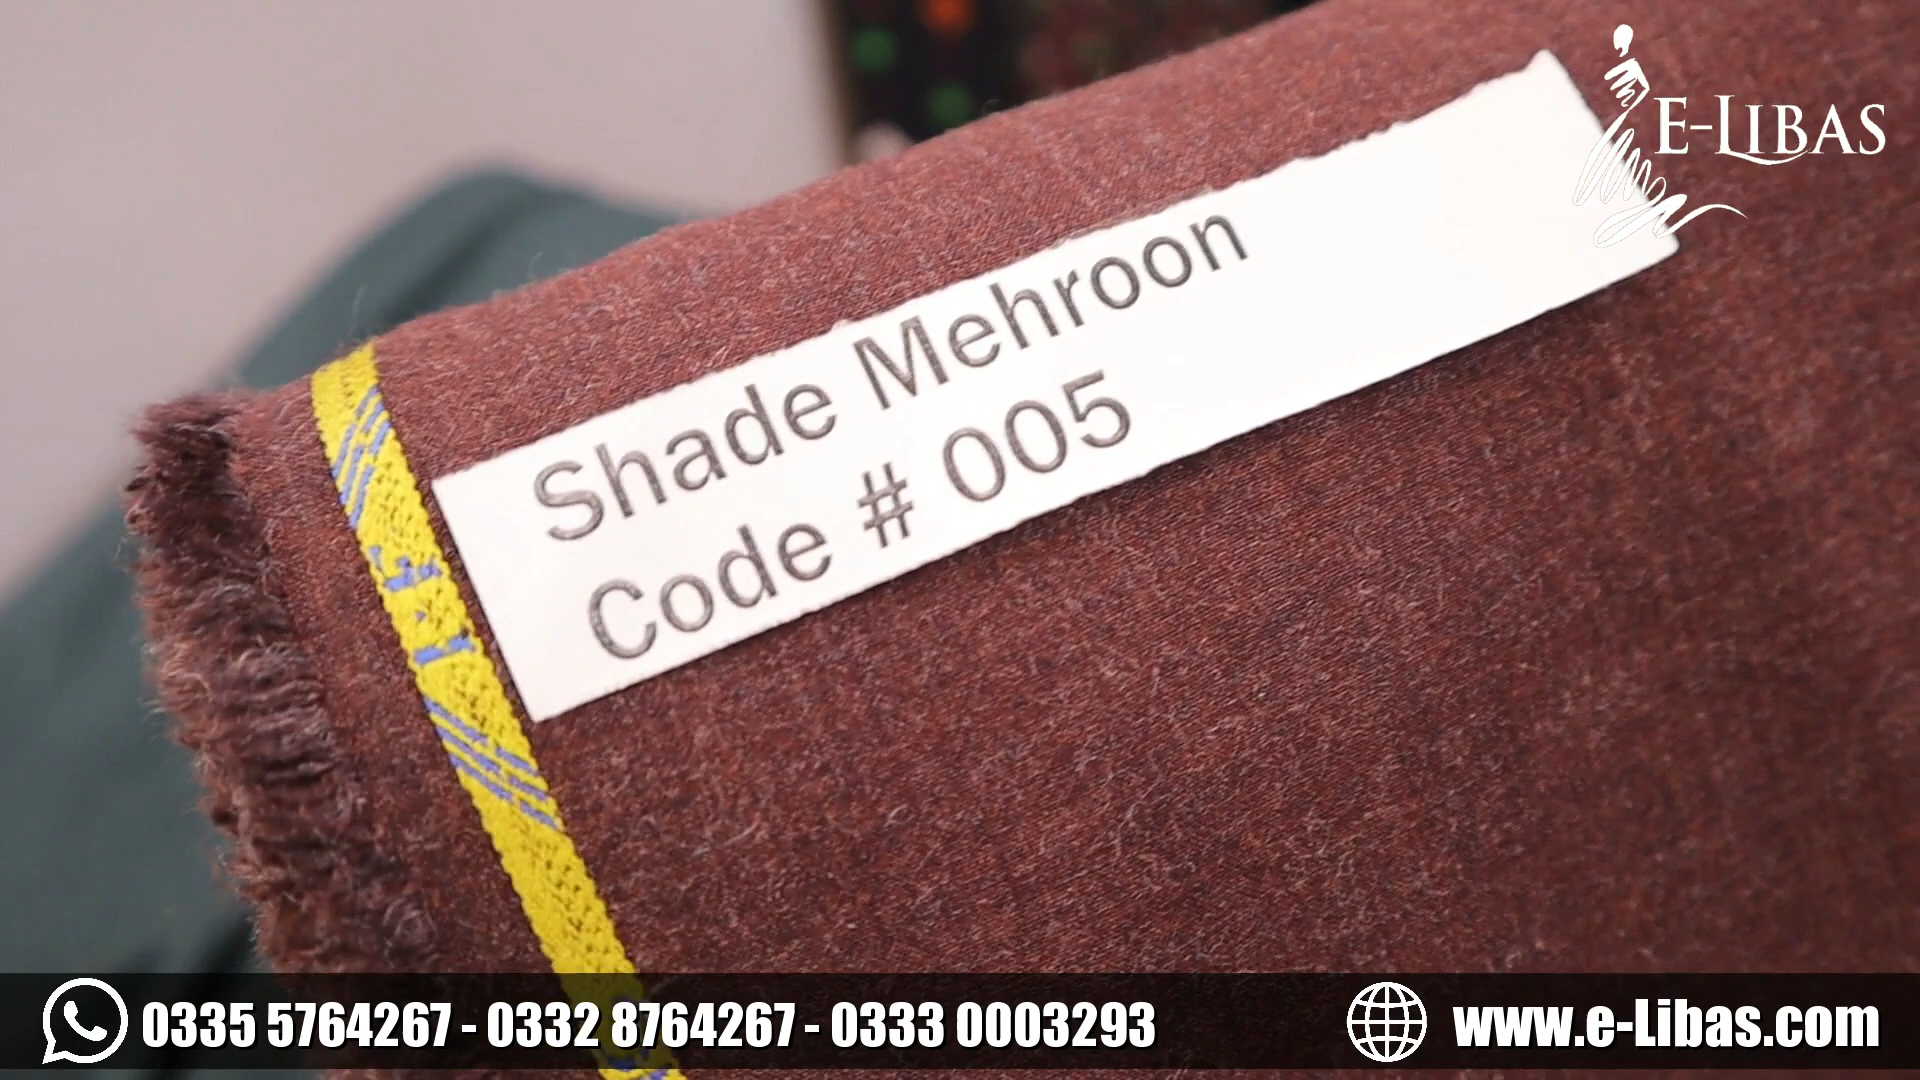 E-LIBAS
Shade Mehroon
Code # 005
0335 5764267 - 0332 8764267 - 0333 0003293
www.e-Libas.com